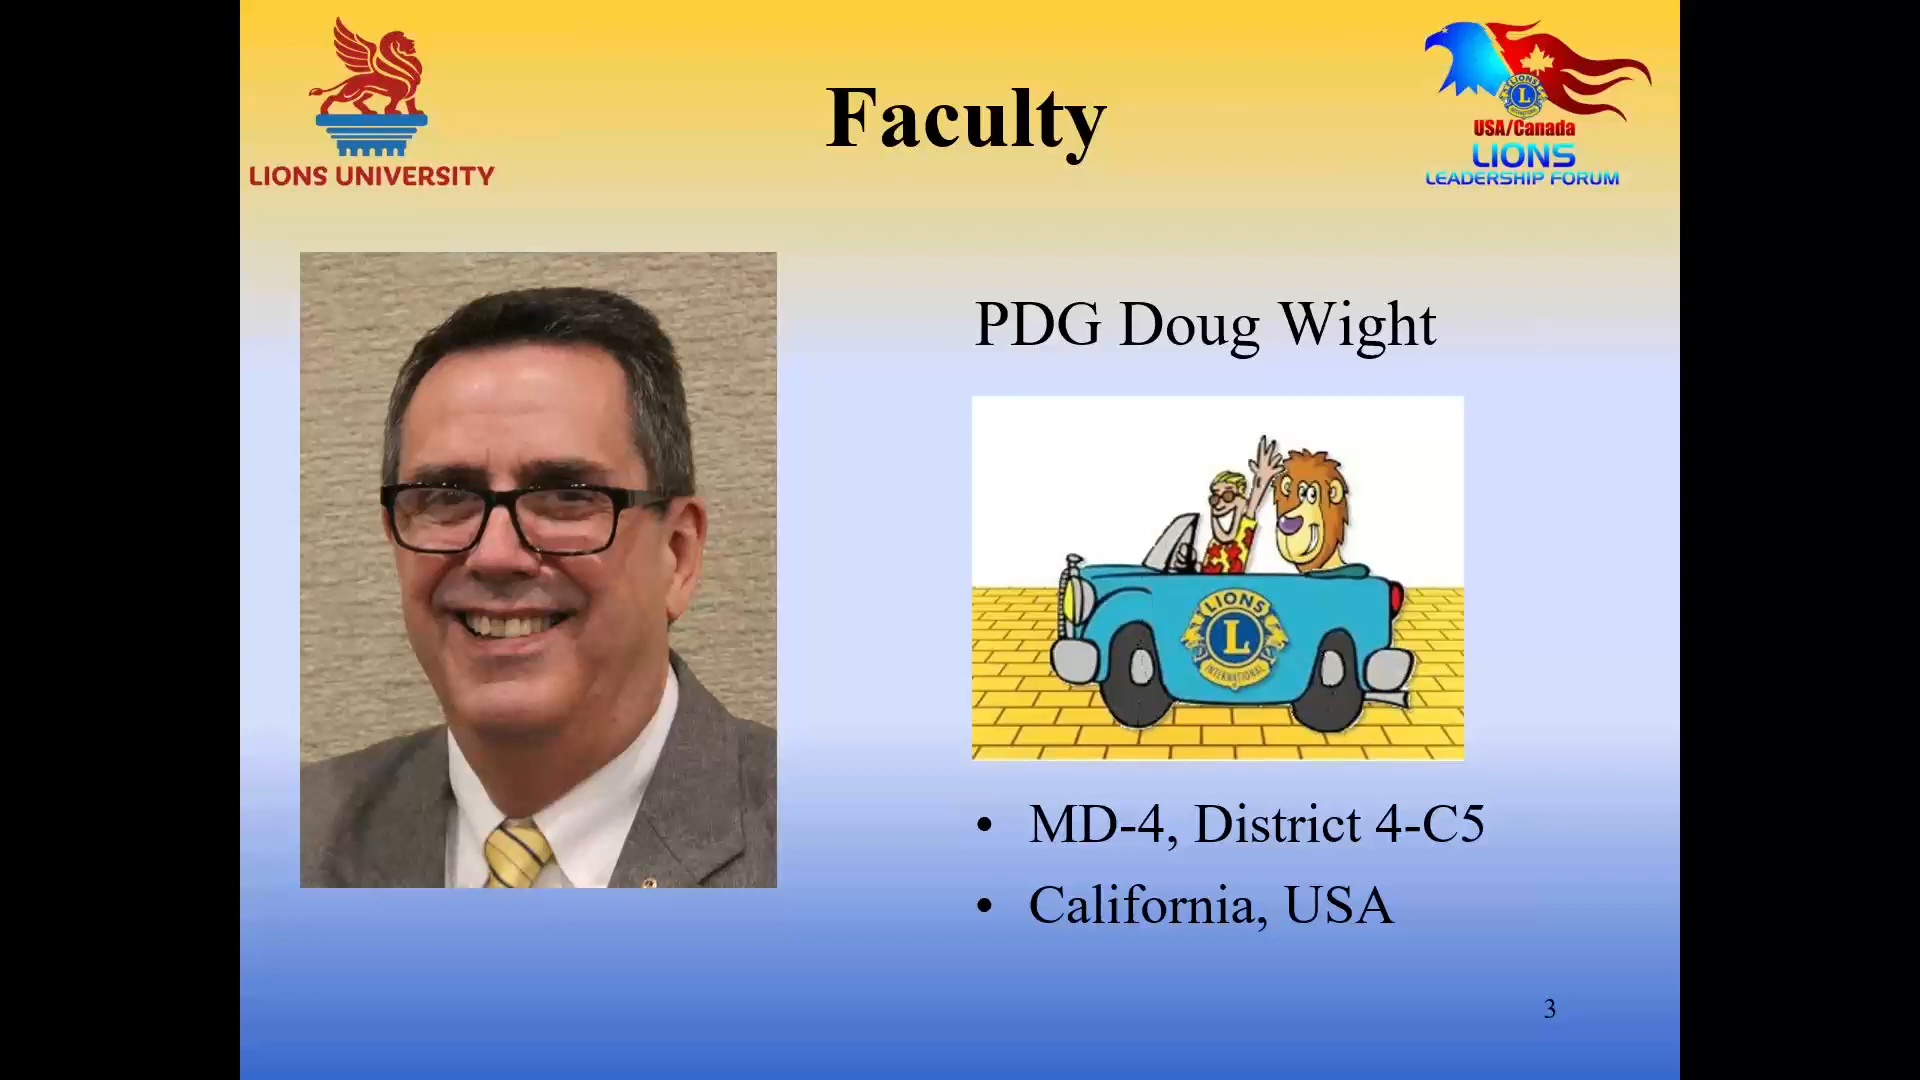 Faculty
LIONS UNIVERSITY
LIONS
L
USA/Canada
LIONS
LEADERSHIP FORUM
PDG Doug Wight
LIONS
L
INTERNATIONAL
• MD-4, District 4-C5
• California, USA
3